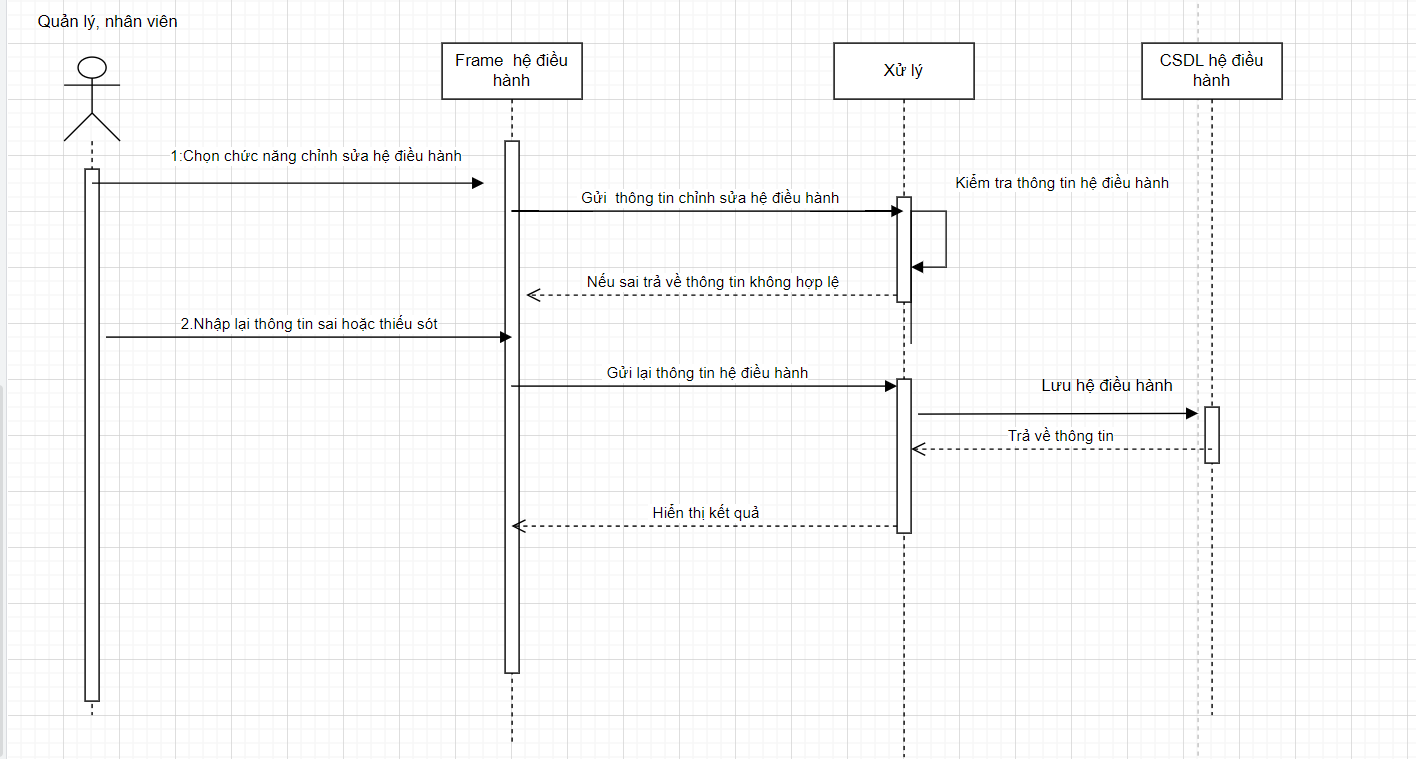 Quản lý, nhân viên
Frame hệ điều
hành
Xử lý
CSDL hệ điều
hành
1:Chọn chức năng chỉnh sửa hệ điều hành
Kiểm tra thông tin hệ điều hành
Gửi thông tin chỉnh sửa hệ điều hành
Nếu sai trả về thông tin không hợp lệ
2.Nhập lại thông tin sai hoặc thiếu sót
Gửi lại thông tin hệ điều hành
Lưu hệ điều hành
Trả về thông tin
Hiển thị kết quả